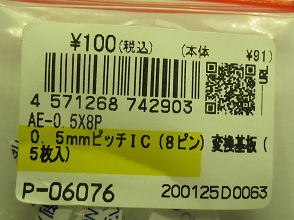 ¥100(税込) (本体 ¥91)
URL
4 571268 742903
AE-0.5X8P
0.5mmピッチIC(8ピン)変換基板(
5枚入)
P-06076 200125D0063